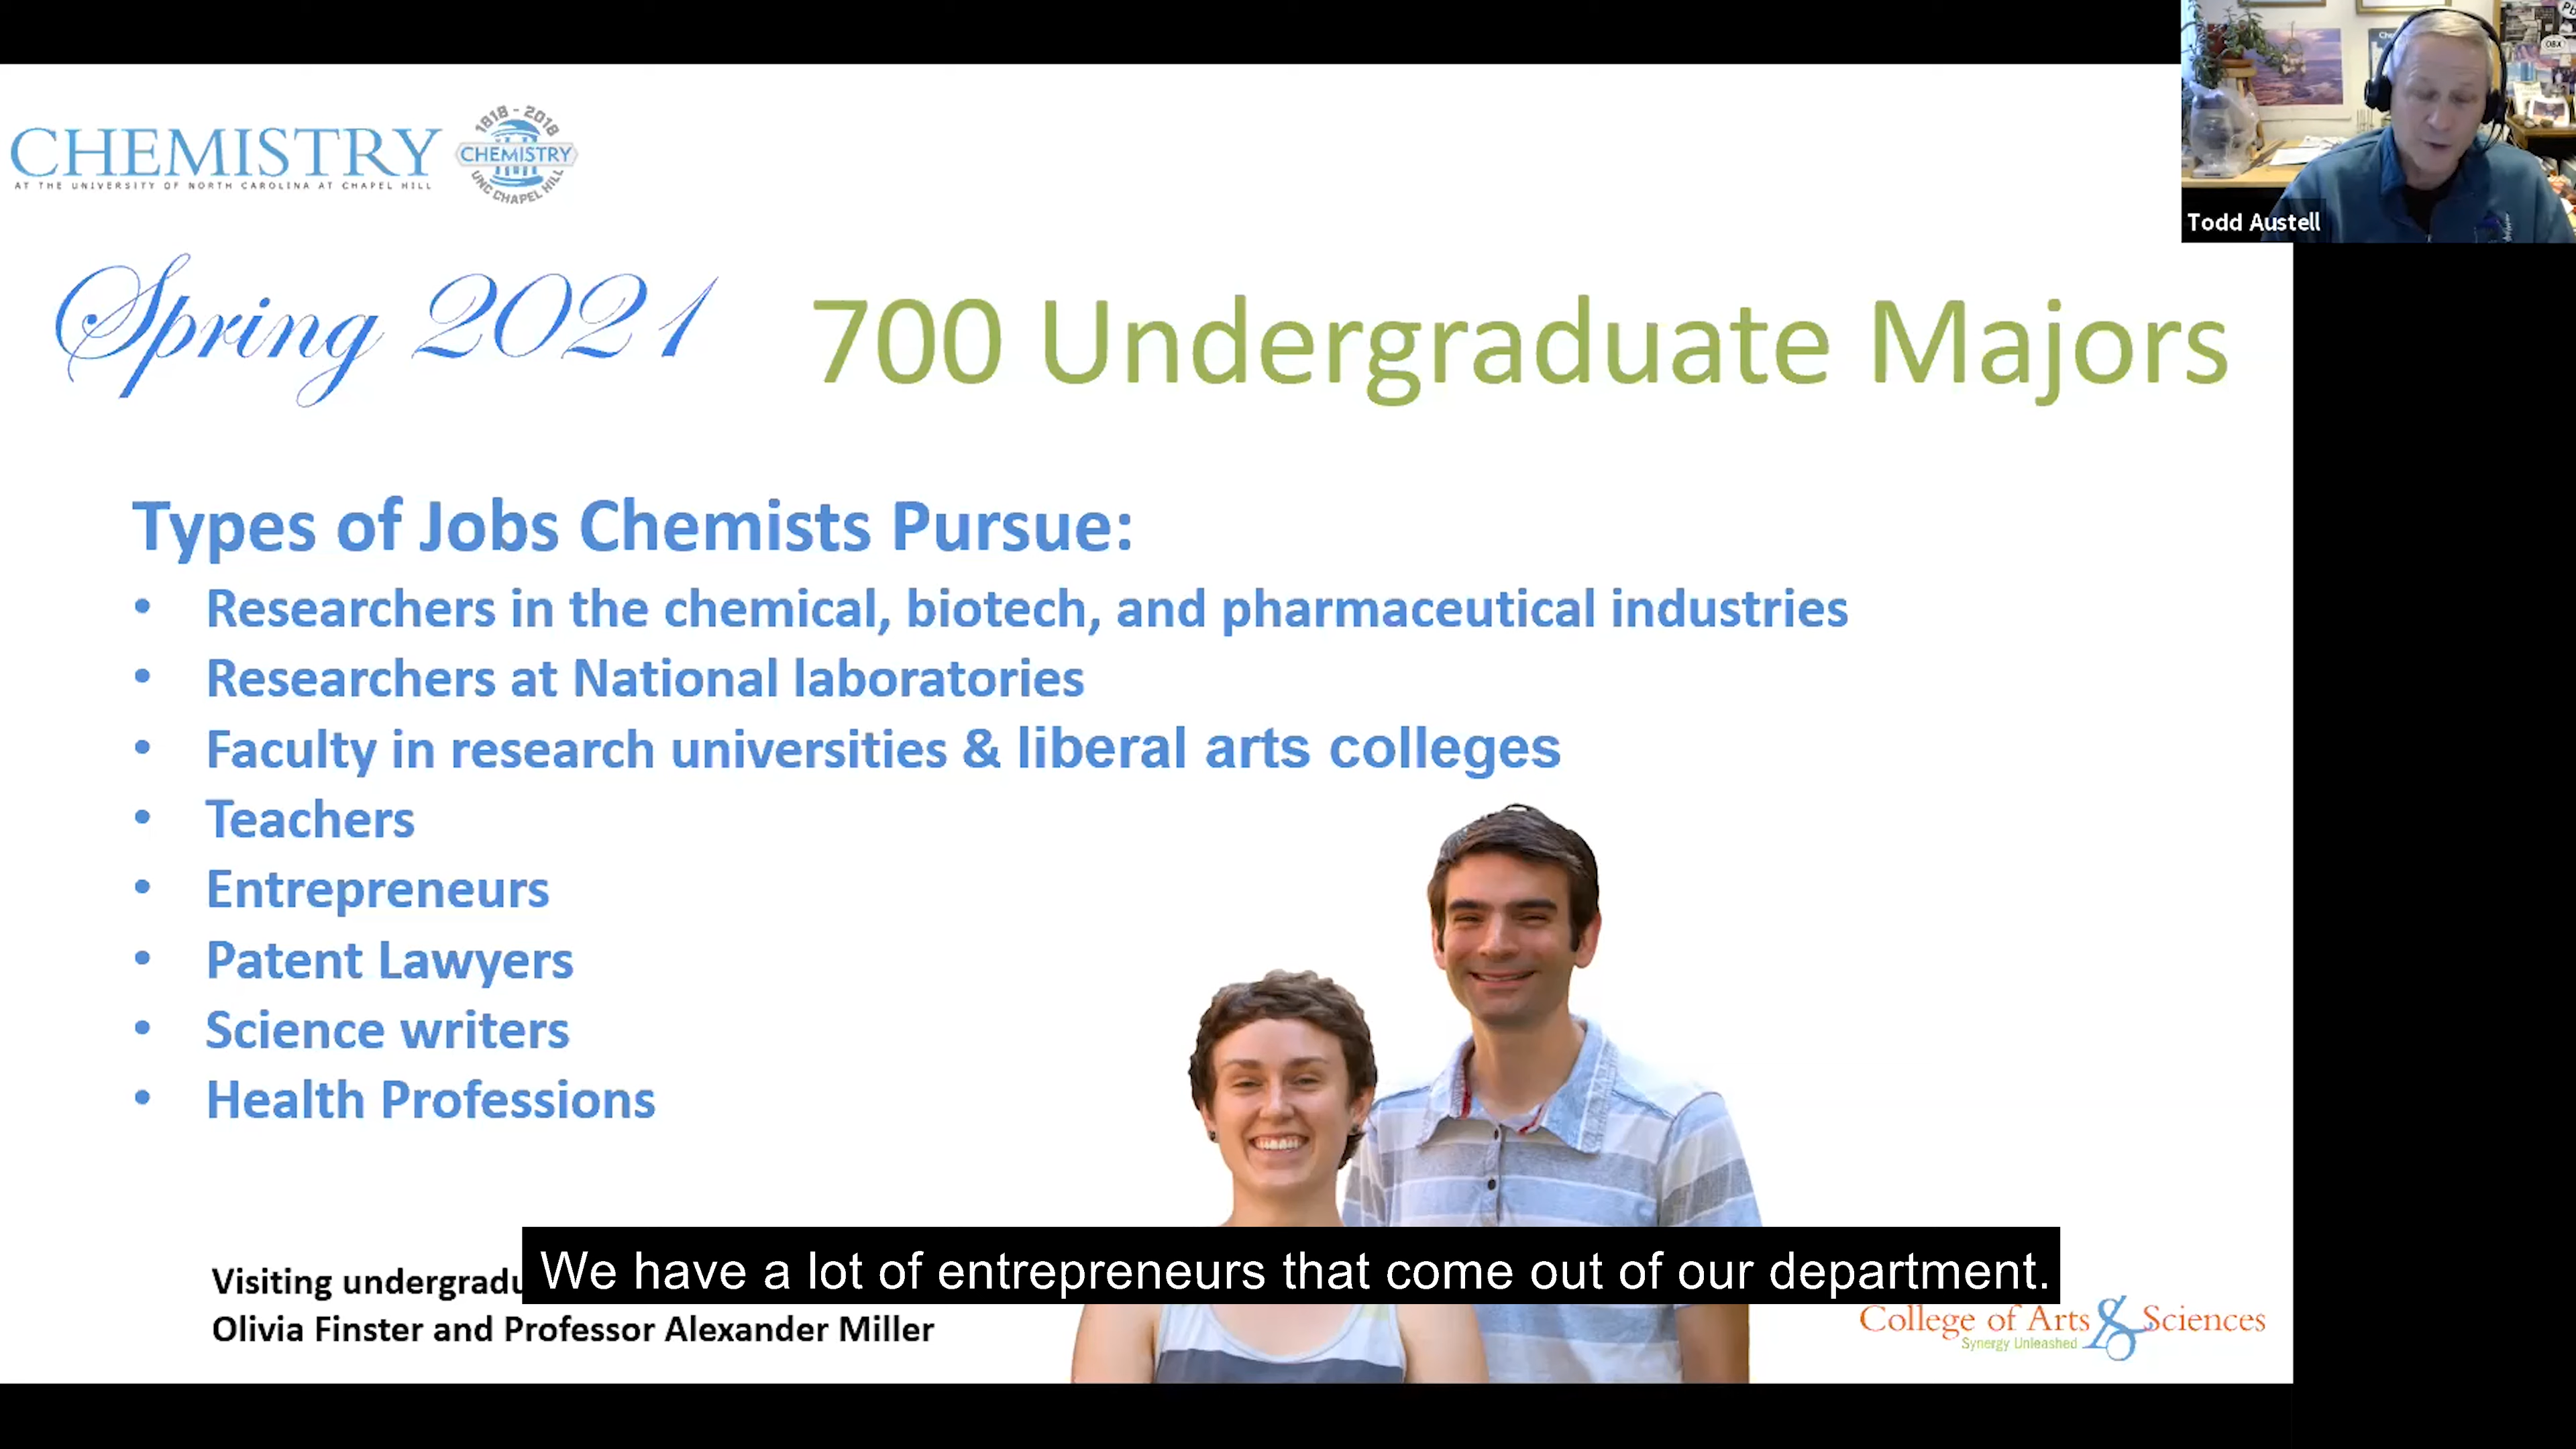 CHEMISTRY
AT THE UNIVERSITY OF NORTH CAROLINA AT CHAPEL HILL
1818 - 2018
CHEMISTRY
UNC CHAPEL HILL
OBX
Todd Austell
Spring 2021
700 Undergraduate Majors
Types of Jobs Chemists Pursue:
• Researchers in the chemical, biotech, and pharmaceutical industries
• Researchers at National laboratories
• Faculty in research universities & liberal arts colleges
• Teachers
• Entrepreneurs
• Patent Lawyers
• Science writers
• Health Professions
Visiting undergradu
We have a lot of entrepreneurs that come out of our department.
Olivia Finster and Professor Alexander Miller
College of Arts & Sciences
Synergy Unleashed